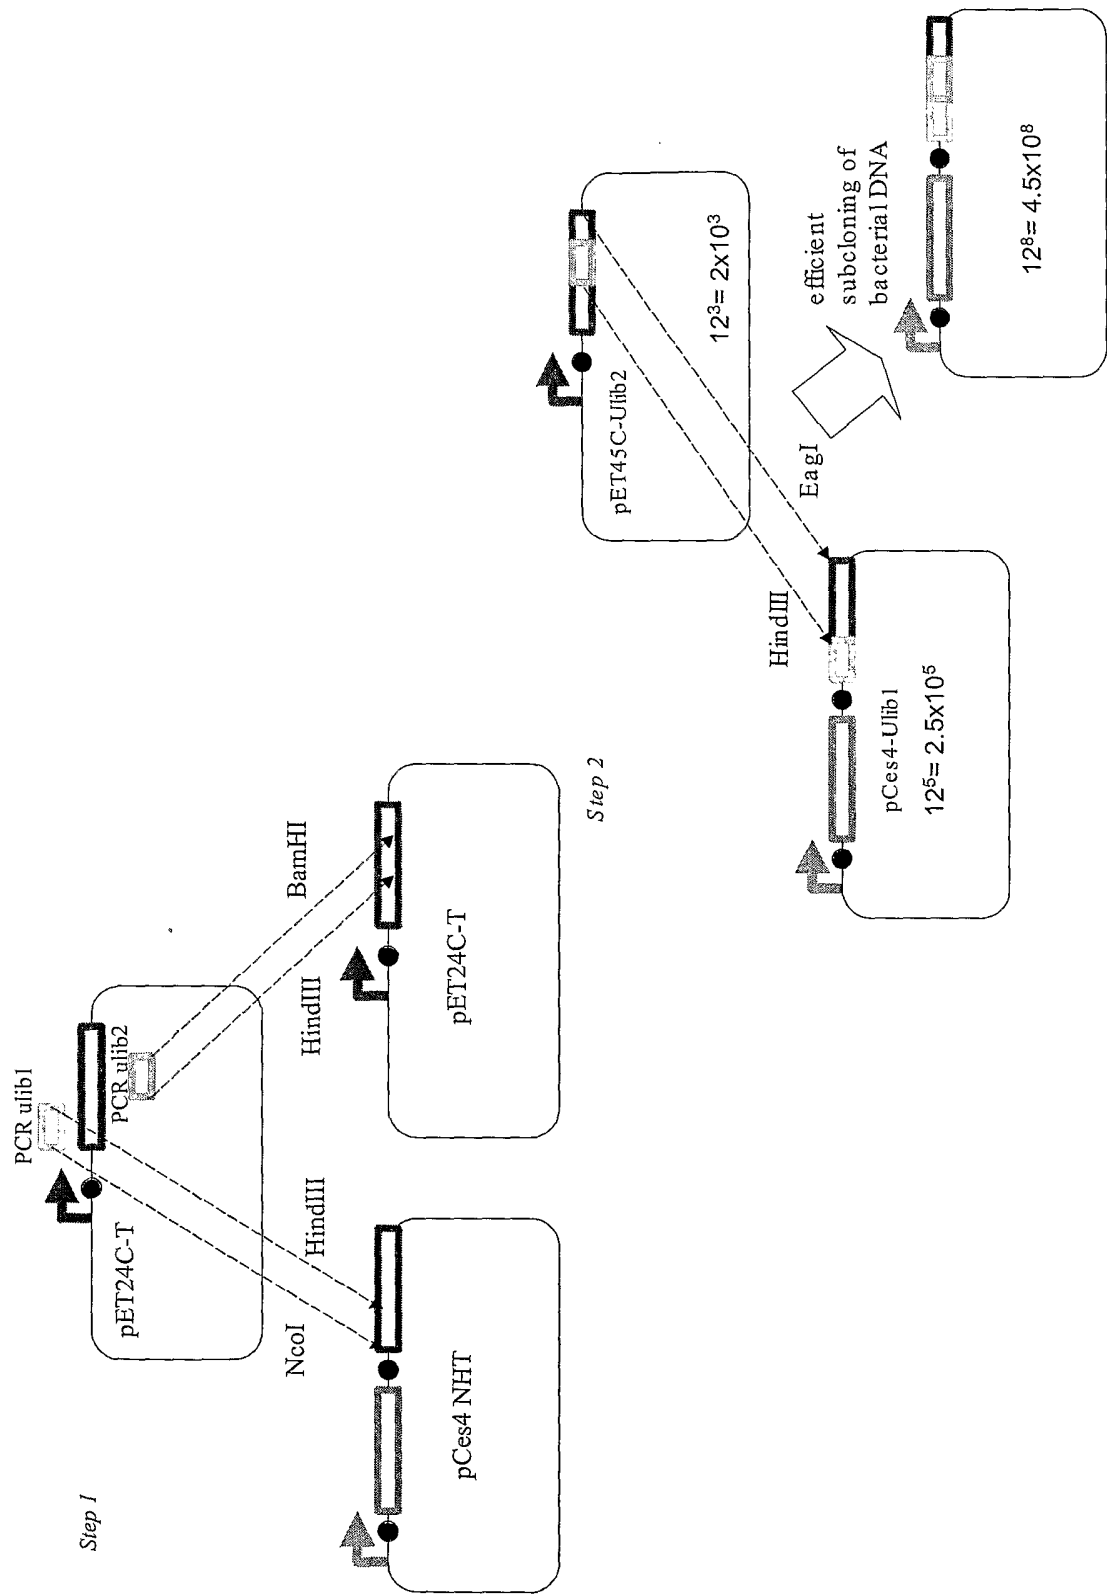 Step 1
pET24C-T
PCR ulib1
PCR ulib2
NcoI
HindIII
HindIII
BamHI
pCes4 NHT
pET24C-T
Step 2
pET45C-Ulib2
12³= 2x10³
HindIII
EagI
pCes4-Ulib1
12⁵= 2.5x10⁵
efficient
subcloning of
bacterial DNA
12⁸= 4.5x10⁸